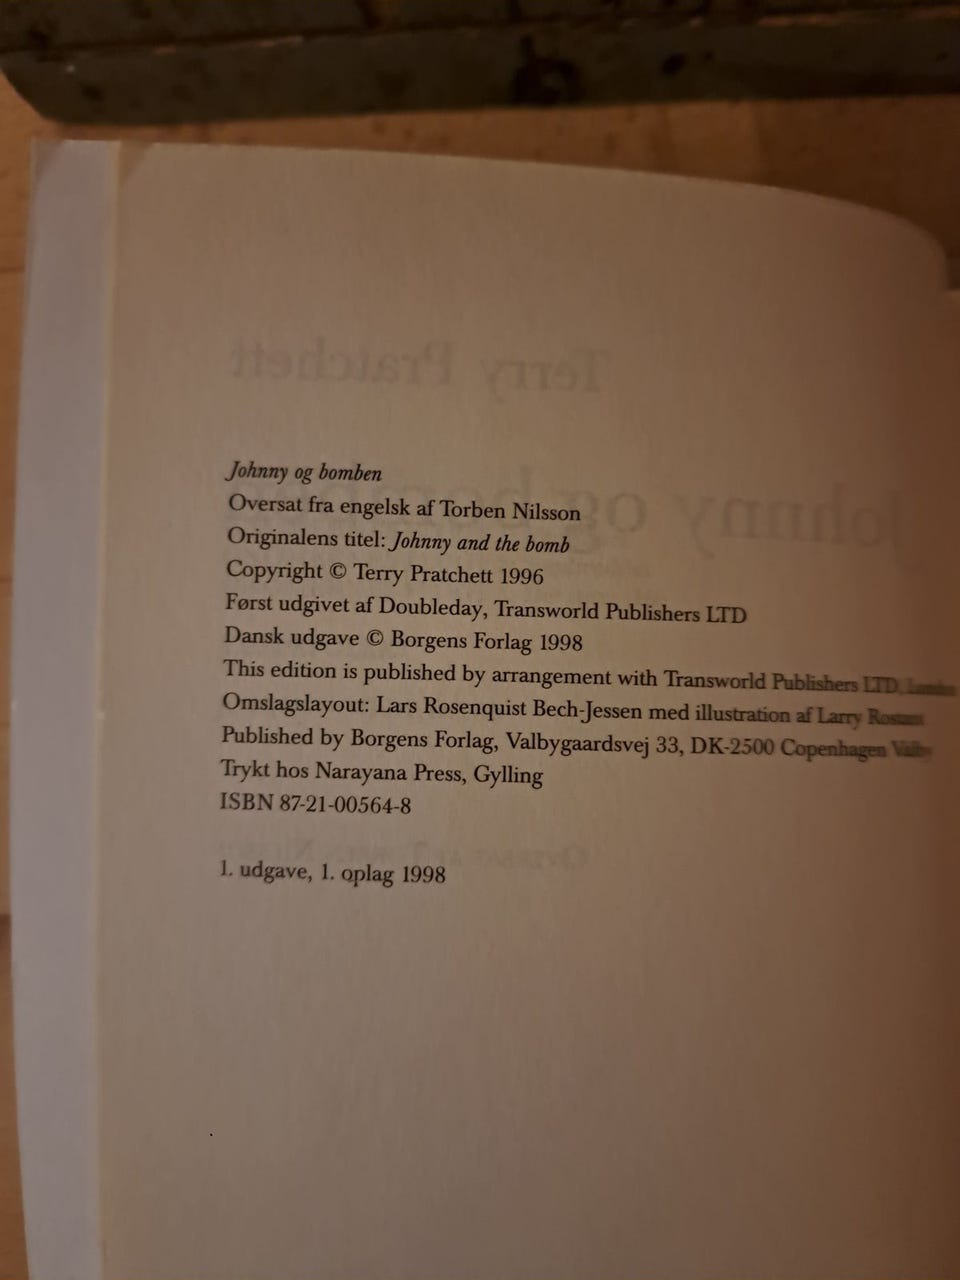 Johnny og bomben
Oversat fra engelsk af Torben Nilsson
Originalens titel: Johnny and the bomb
Copyright © Terry Pratchett 1996
Først udgivet af Doubleday, Transworld Publishers LTD
Dansk udgave © Borgens Forlag 1998
This edition is published by arrangement with Transworld Publishers LTD.
Omslagslayout: Lars Rosenquist Bech-Jessen med illustration af Larry Rostant
Published by Borgens Forlag, Valbygaardsvej 33, DK-2500 Copenhagen Valby
Trykt hos Narayana Press, Gylling
ISBN 87-21-00564-8
1. udgave, 1. oplag 1998